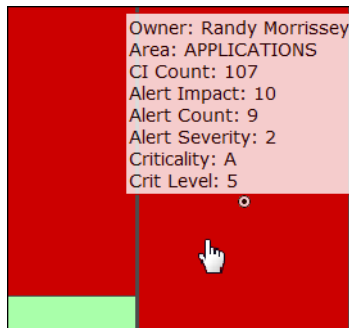 Owner: Randy Morrissey
Area: APPLICATIONS
CI Count: 107
Alert Impact: 10
Alert Count: 9
Alert Severity: 2
Criticality: A
Crit Level: 5